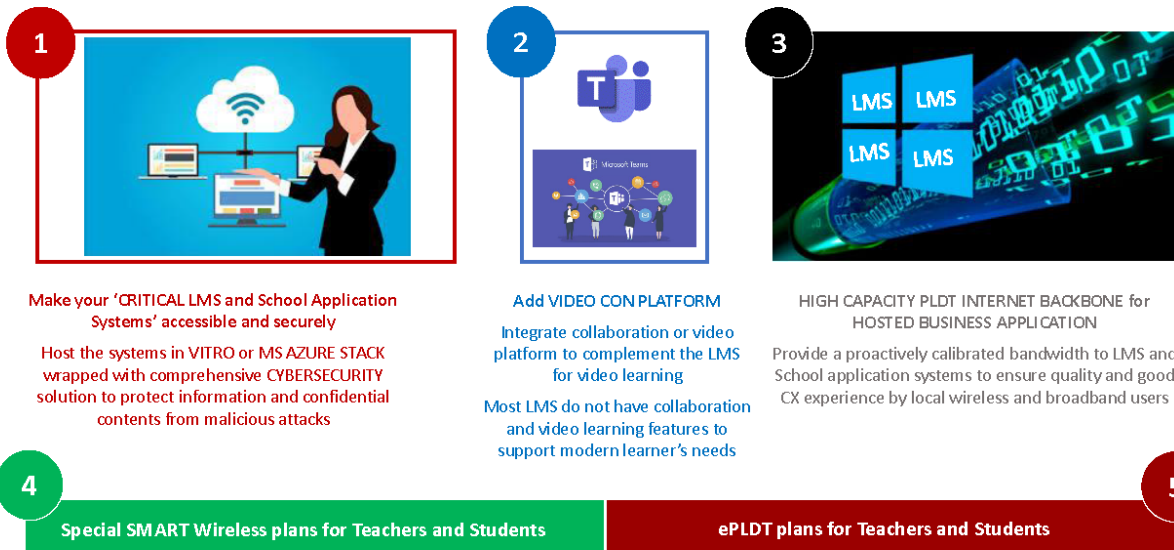 1
2
3
T
LMS
LMS
LMS
LMS
Microsoft Teams
Make your ‘CRITICAL LMS and School Application
Systems’ accessible and securely
Host the systems in VITRO or MS AZURE STACK
wrapped with comprehensive CYBERSECURITY
solution to protect information and confidential
contents from malicious attacks
Add VIDEO CON PLATFORM
Integrate collaboration or video
platform to complement the LMS
for video learning
Most LMS do not have collaboration
and video learning features to
support modern learner’s needs
HIGH CAPACITY PLDT INTERNET BACKBONE for
HOSTED BUSINESS APPLICATION
Provide a proactively calibrated bandwidth to LMS and
School application systems to ensure quality and good
CX experience by local wireless and broadband users
4
Special SMART Wireless plans for Teachers and Students
5
ePLDT plans for Teachers and Students